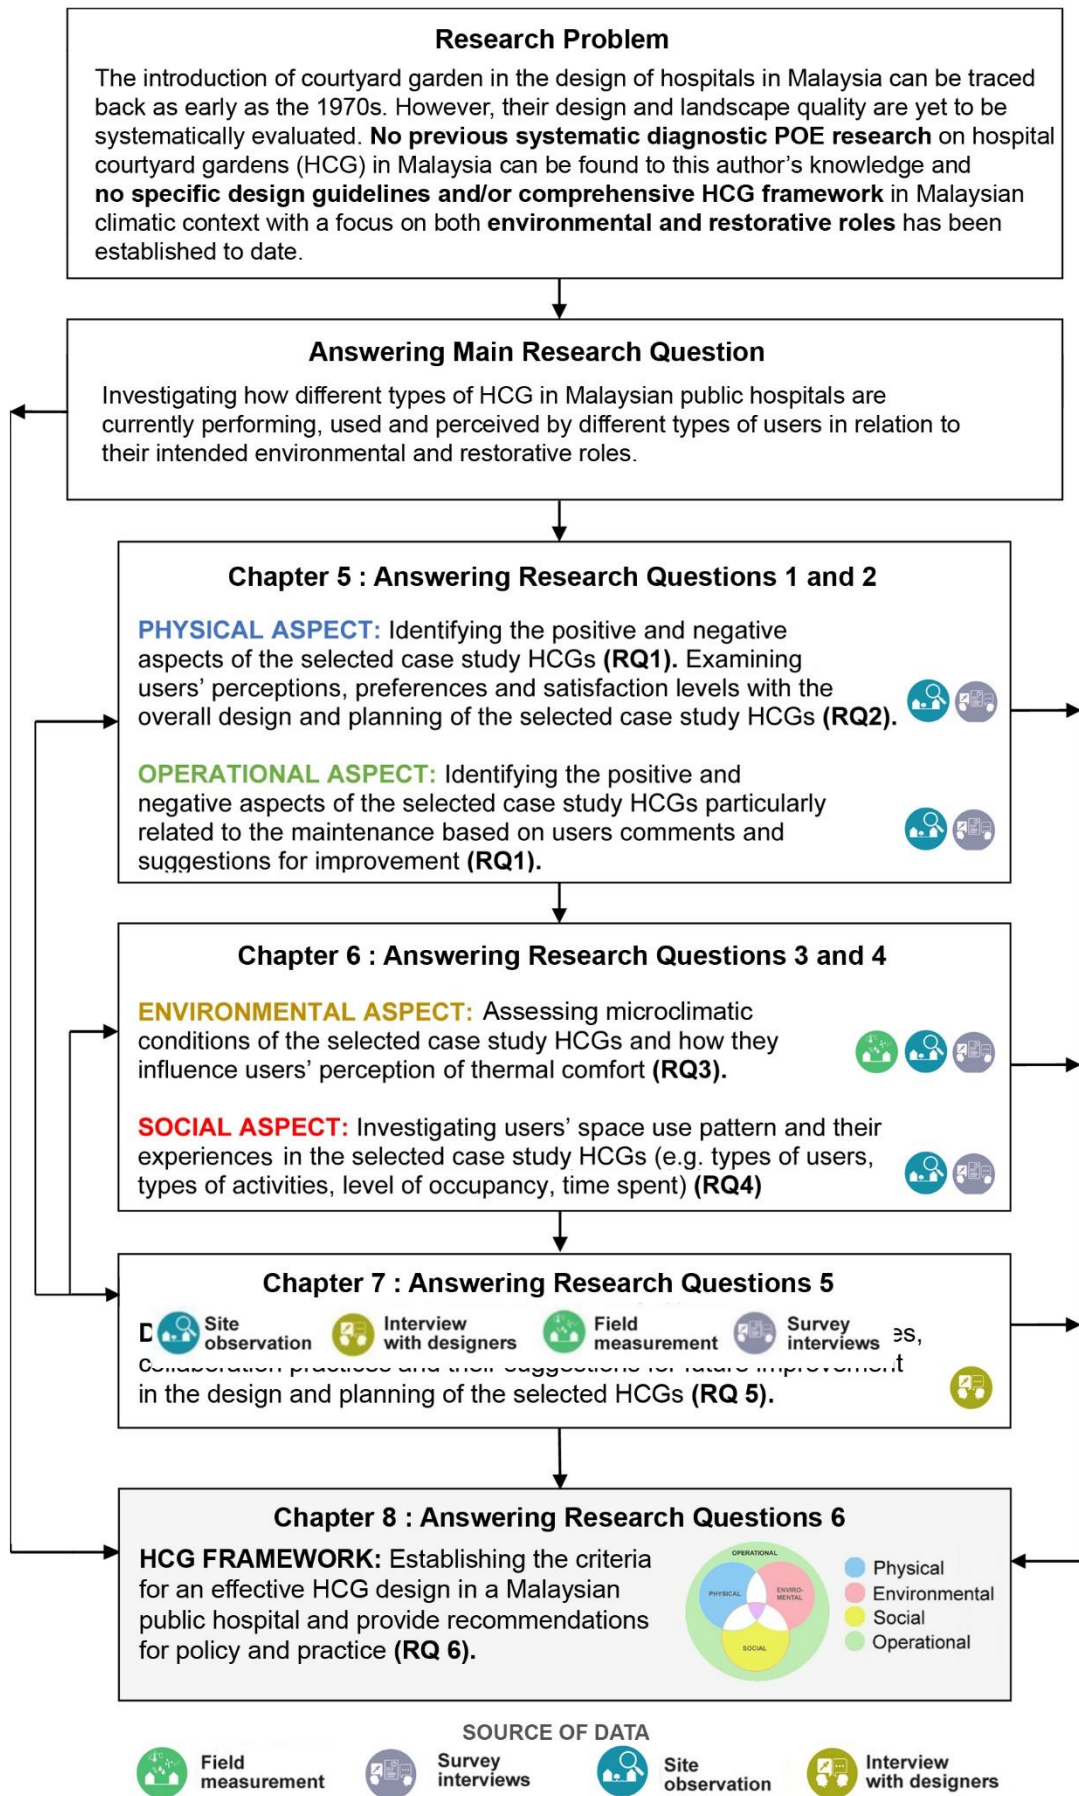 Research Problem
The introduction of courtyard garden in the design of hospitals in Malaysia can be traced
back as early as the 1970s. However, their design and landscape quality are yet to be
systematically evaluated. No previous systematic diagnostic POE research on hospital
courtyard gardens (HCG) in Malaysia can be found to this author's knowledge and
no specific design guidelines and/or comprehensive HCG framework in Malaysian
climatic context with a focus on both environmental and restorative roles has been
established to date.
Answering Main Research Question
Investigating how different types of HCG in Malaysian public hospitals are
currently performing, used and perceived by different types of users in relation to
their intended environmental and restorative roles.
Chapter 5 : Answering Research Questions 1 and 2
PHYSICAL ASPECT: Identifying the positive and negative
aspects of the selected case study HCGs (RQ1). Examining
users' perceptions, preferences and satisfaction levels with the
overall design and planning of the selected case study HCGs (RQ2).
OPERATIONAL ASPECT: Identifying the positive and
negative aspects of the selected case study HCGs particularly
related to the maintenance based on users comments and
suggestions for improvement (RQ1).
Chapter 6 : Answering Research Questions 3 and 4
ENVIRONMENTAL ASPECT: Assessing microclimatic
conditions of the selected case study HCGs and how they
influence users' perception of thermal comfort (RQ3).
SOCIAL ASPECT: Investigating users' space use pattern and their
experiences in the selected case study HCGs (e.g. types of users,
types of activities, level of occupancy, time spent) (RQ4)
Chapter 7 : Answering Research Questions 5
Site observation
Interview with designers
Field measurement
Survey interviews
collaboration practices and their suggestions for future improvement
in the design and planning of the selected HCGs (RQ 5).
Chapter 8 : Answering Research Questions 6
HCG FRAMEWORK: Establishing the criteria
for an effective HCG design in a Malaysian
public hospital and provide recommendations
for policy and practice (RQ 6).
OPERATIONAL
PHYSICAL
ENVIRO-
MENTAL
SOCIAL
Physical
Environmental
Social
Operational
SOURCE OF DATA
Field measurement
Survey interviews
Site observation
Interview with designers